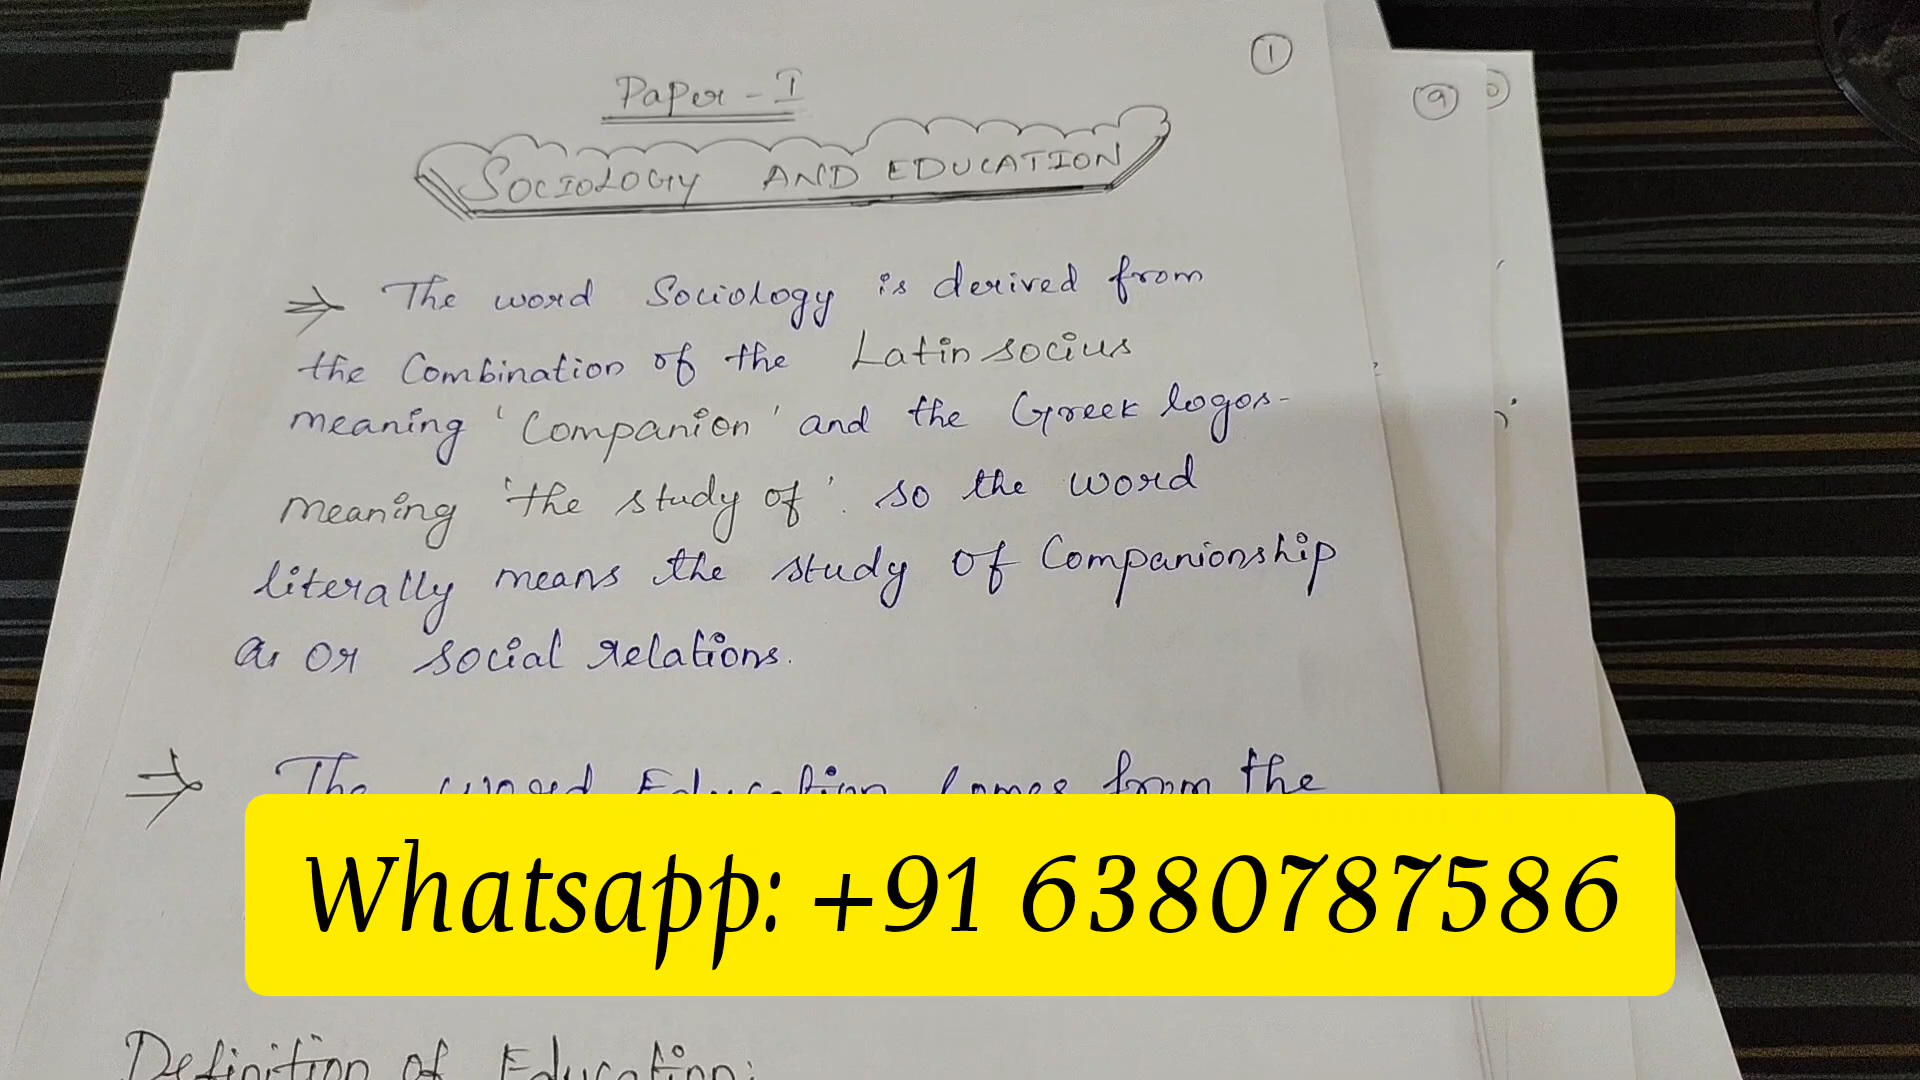 1
Paper - I
9
SOCIOLOGY AND EDUCATION
⇒ The word Sociology is derived from
the Combination of the Latin socius
meaning 'Companion' and the Greek logos-
meaning 'the study of'. so the word
literally means the study of Companionship
a or social relations.
⇒ The word Education Comes from the
Whatsapp: +91 6380787586
Definition of Education: